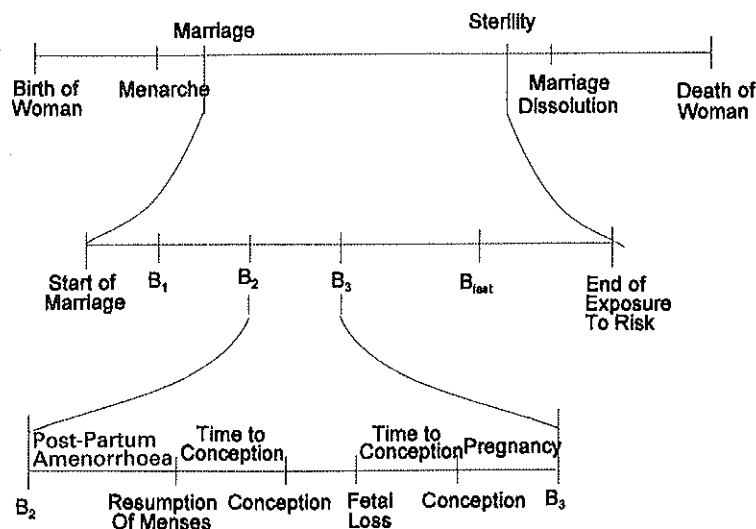 Marriage
Sterility
Birth of
Woman
Menarche
Marriage
Dissolution
Death of
Woman
Start of
Marriage
B1
B2
B3
Blast
End of
Exposure
To Risk
Post-Partum
Amenorrhoea
Time to
Conception
Time to
Conception
Pregnancy
B2
Resumption
Of Menses
Conception
Fetal
Loss
Conception
B3